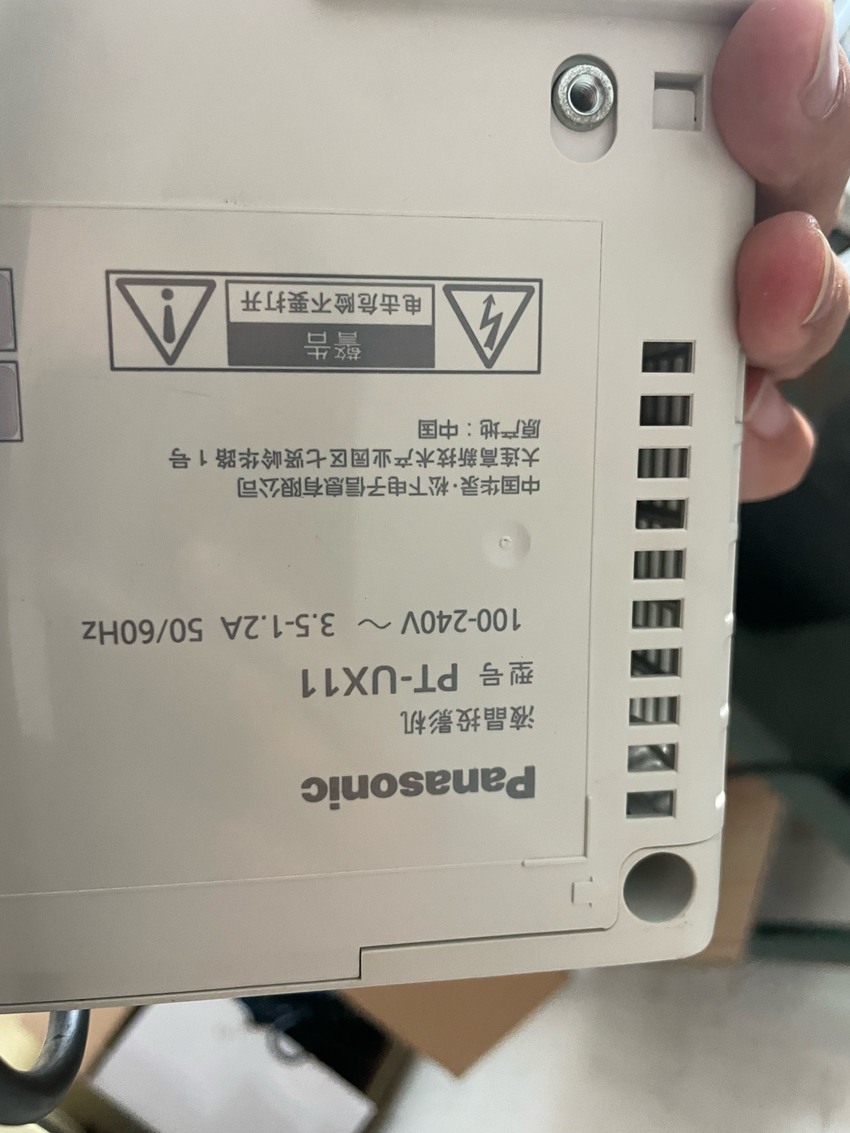 Panasonic
液晶投影机
型号 PT-UX11
100-240V ～ 3.5-1.2A 50/60Hz
中国华录·松下电子信息有限公司
大连高新技术产业园区七贤岭华路1号
原产地：中国
警告
电击危险不要打开